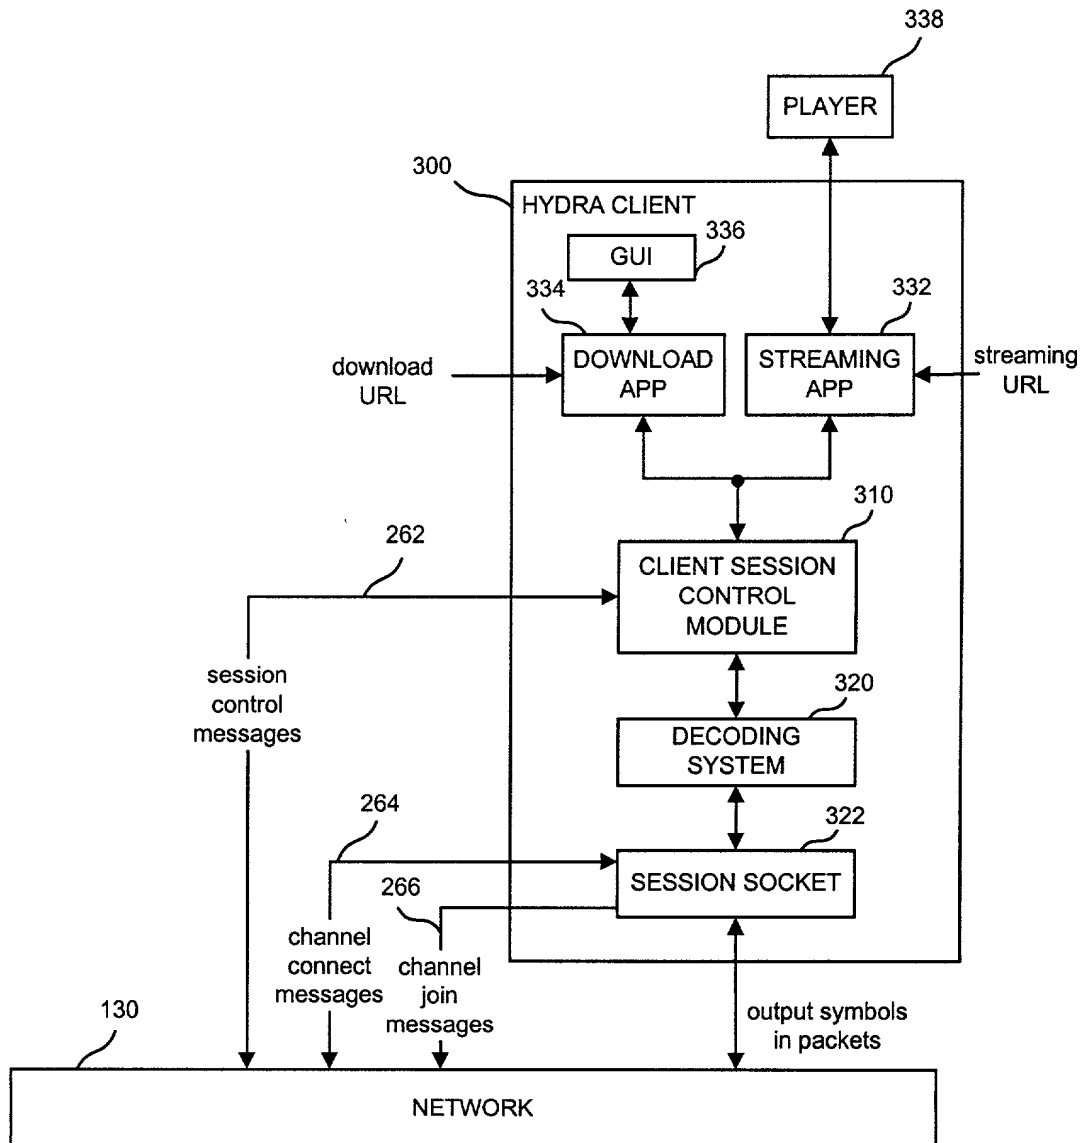 338
PLAYER
300
HYDRA CLIENT
GUI
336
334
332
DOWNLOAD
APP
STREAMING
APP
download
URL
streaming
URL
310
262
CLIENT SESSION
CONTROL
MODULE
session
control
messages
320
DECODING
SYSTEM
264
322
266
SESSION SOCKET
channel
connect
messages
channel
join
messages
130
output symbols
in packets
NETWORK